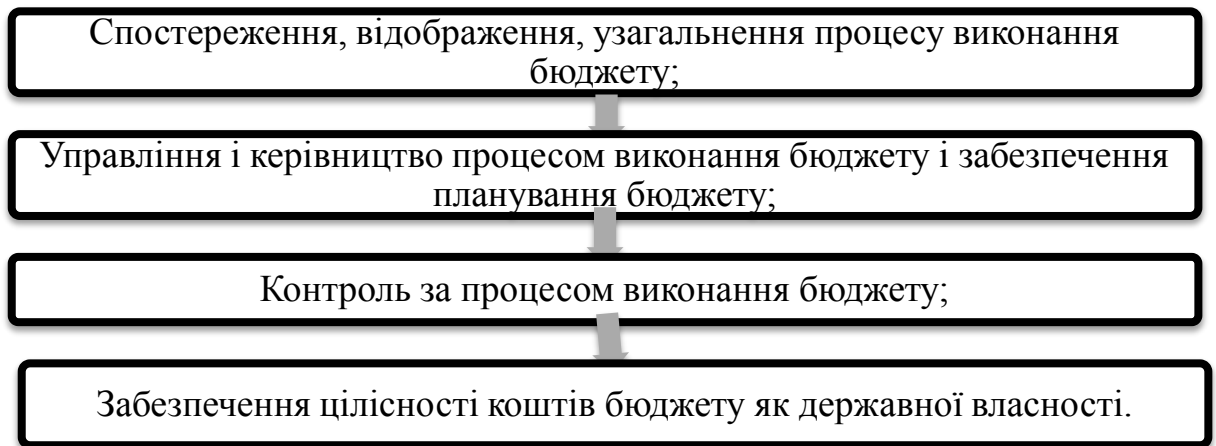 Спостереження, відображення, узагальнення процесу виконання
бюджету;
Управління і керівництво процесом виконання бюджету і забезпечення
планування бюджету;
Контроль за процесом виконання бюджету;
Забезпечення цілісності коштів бюджету як державної власності.